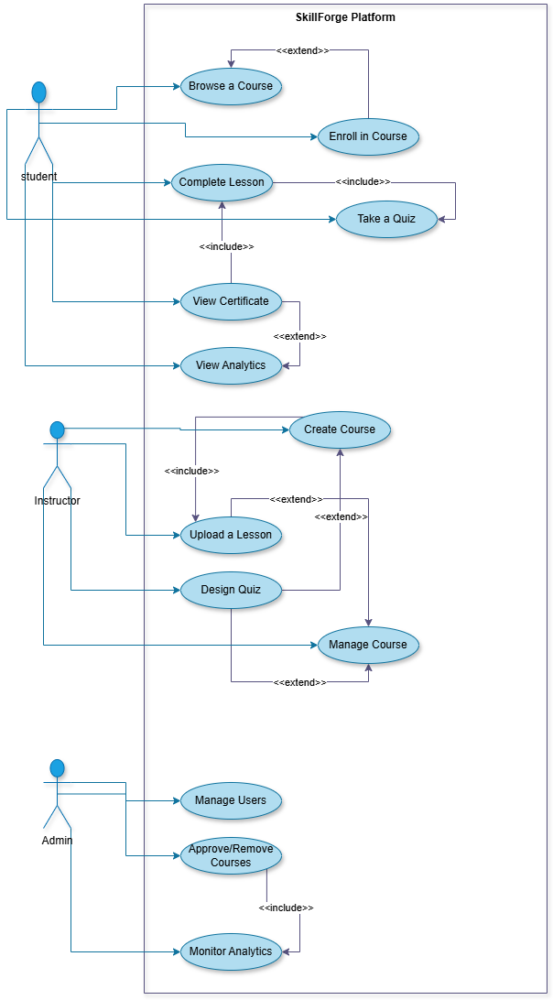 SkillForge Platform
<<extend>>
Browse a Course
Enroll in Course
student
Complete Lesson
<<include>>
Take a Quiz
<<include>>
View Certificate
<<extend>>
View Analytics
Create Course
<<include>>
Instructor
<<extend>>
<<extend>>
Upload a Lesson
Design Quiz
Manage Course
<<extend>>
Manage Users
Admin
Approve/Remove
Courses
<<include>>
Monitor Analytics